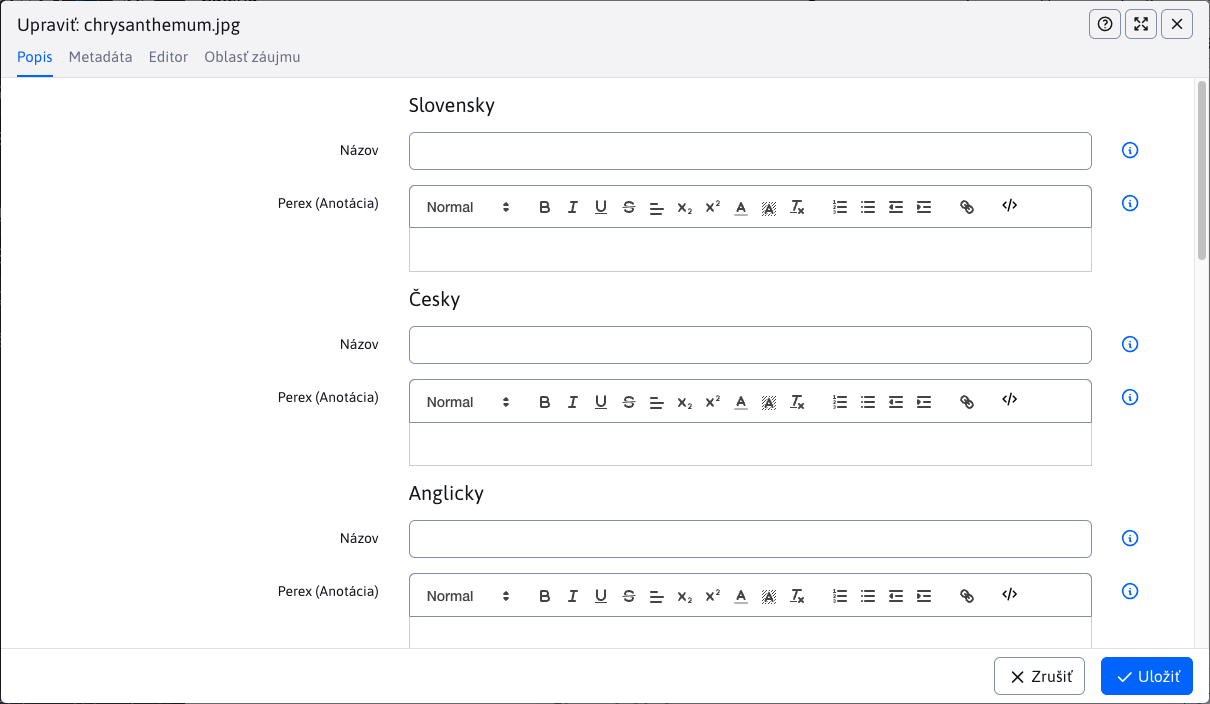 Upraviť: chrysanthemum.jpg
Popis Metadáta Editor Oblasť záujmu
Slovensky
Názov
Perex (Anotácia)
Normal
Česky
Názov
Perex (Anotácia)
Normal
Anglicky
Názov
Perex (Anotácia)
Normal
Zrušiť Uložiť